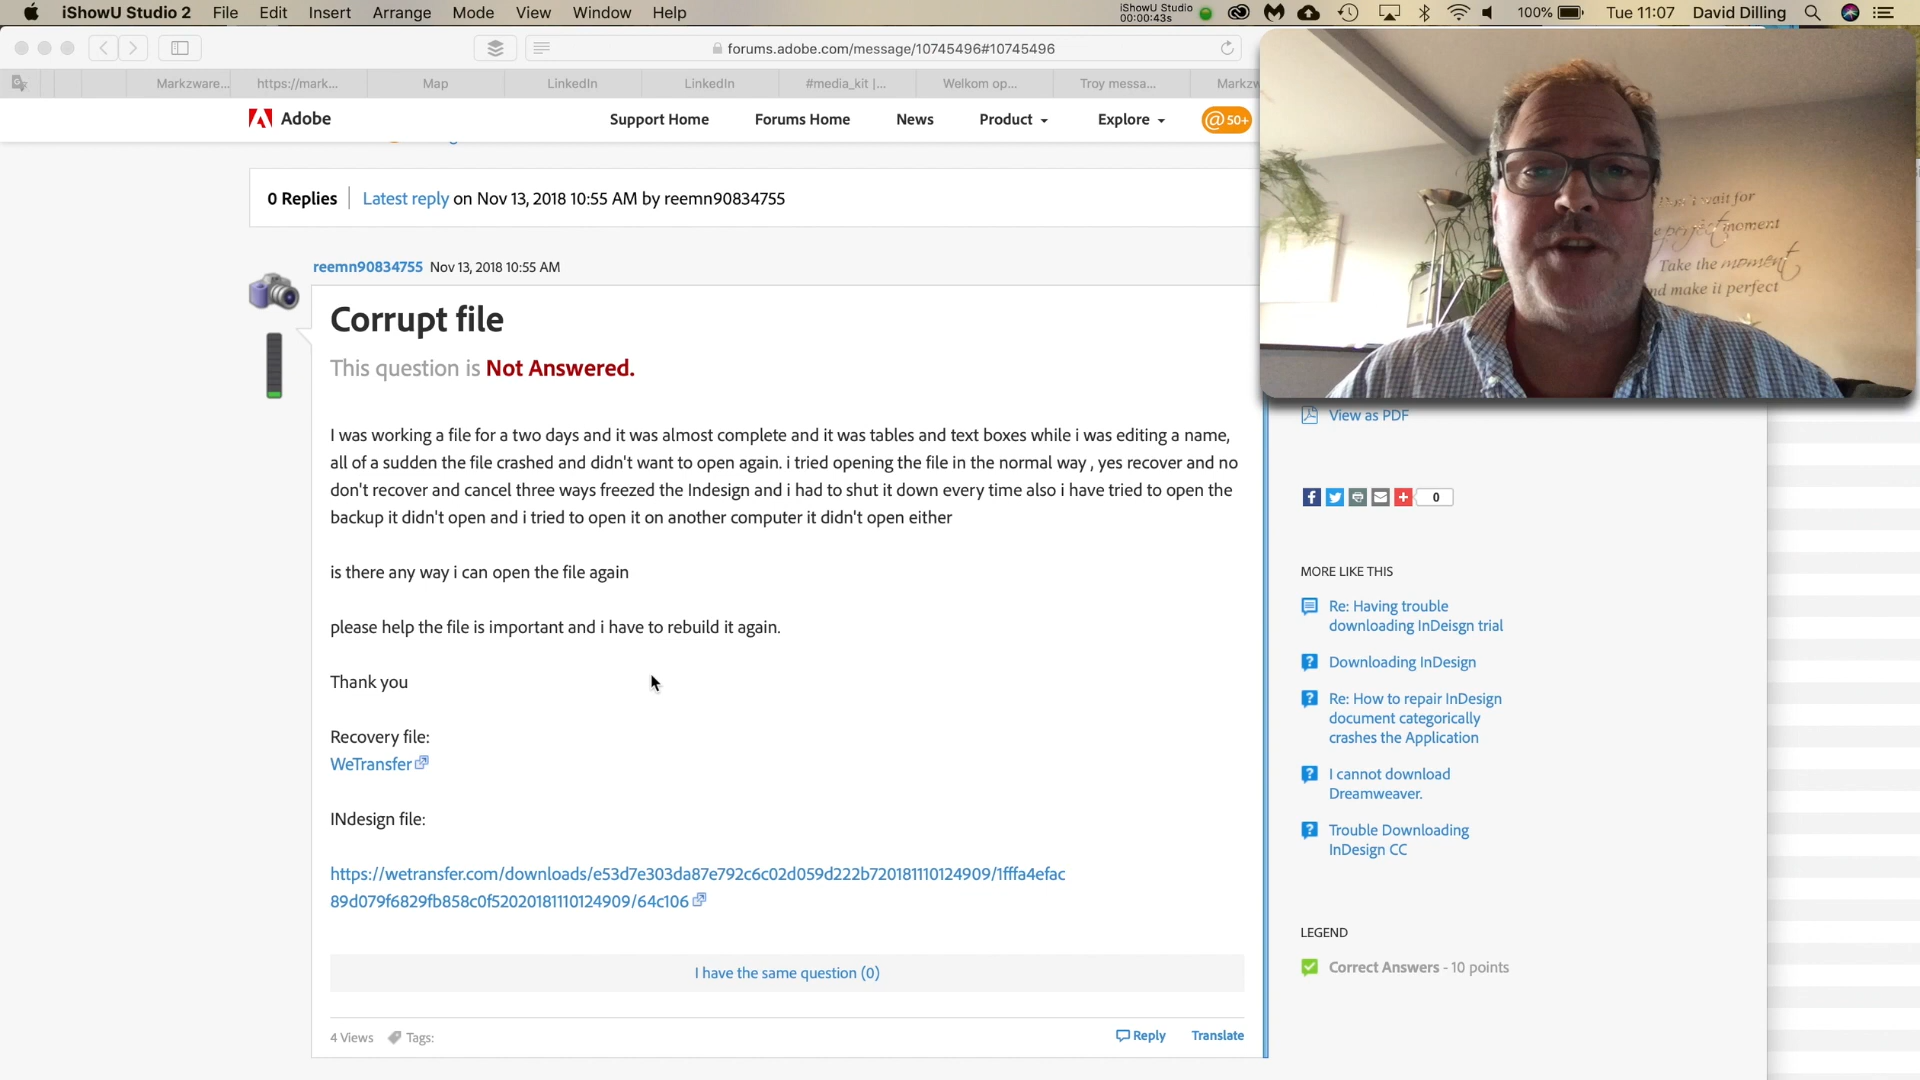 iShowU Studio 2 File Edit Insert Arrange Mode View Window Help
iShowU Studio
00:00:43s
100% Tue 11:07 David Dilling
forums.adobe.com/message/10745496#10745496
Markzware... https://mark... Map LinkedIn LinkedIn #media_kit |... Welkom op... Troy messa... Markzw
Adobe Support Home Forums Home News Product Explore @ 50+
0 Replies Latest reply on Nov 13, 2018 10:55 AM by reemn90834755
reemn90834755 Nov 13, 2018 10:55 AM
Corrupt file
This question is Not Answered.
I was working a file for a two days and it was almost complete and it was tables and text boxes while i was editing a name,
all of a sudden the file crashed and didn't want to open again. i tried opening the file in the normal way , yes recover and no
don't recover and cancel three ways freezed the Indesign and i had to shut it down every time also i have tried to open the
backup it didn't open and i tried to open it on another computer it didn't open either
is there any way i can open the file again
please help the file is important and i have to rebuild it again.
Thank you
Recovery file:
WeTransfer
INdesign file:
https://wetransfer.com/downloads/e53d7e303da87e792c6c02d059d222b720181110124909/1fffa4efac
89d079f6829fb858c0f52020181110124909/64c106
I have the same question (0)
4 Views Tags:
Reply Translate
wait for
perfect moment
Take the moment
and make it perfect
View as PDF
0
MORE LIKE THIS
Re: Having trouble
downloading InDeisgn trial
Downloading InDesign
Re: How to repair InDesign
document categorically
crashes the Application
I cannot download
Dreamweaver.
Trouble Downloading
InDesign CC
LEGEND
Correct Answers - 10 points